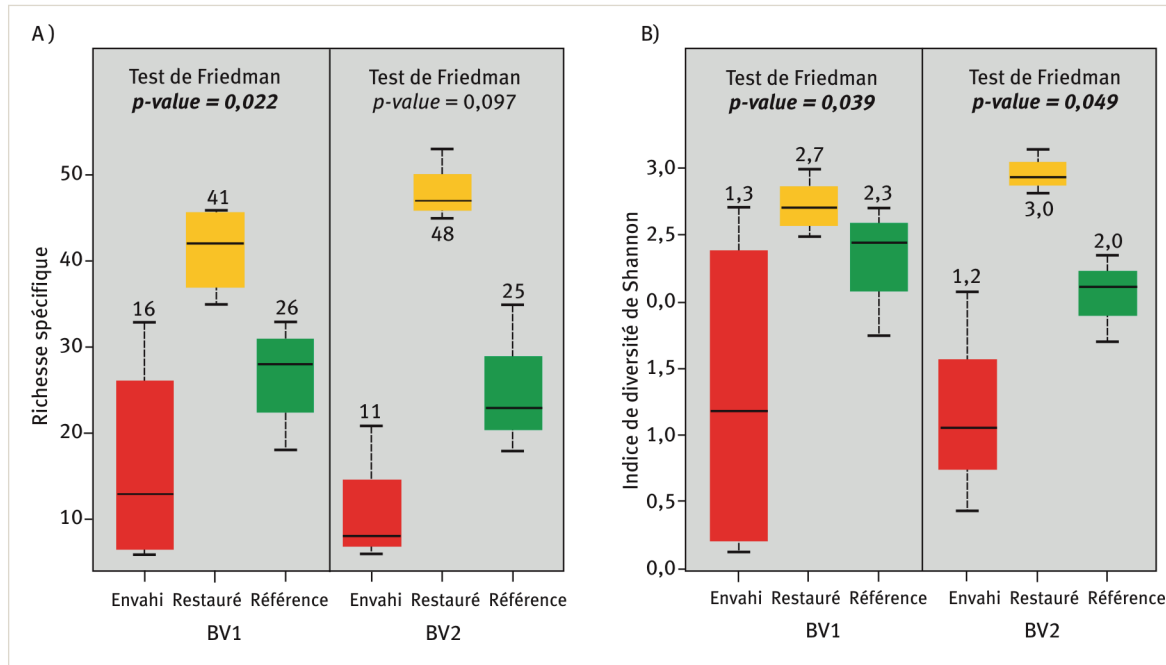 A)
Test de Friedman
p-value = 0,022
Test de Friedman
p-value = 0,097
Richesse spécifique
50
40
30
20
10
16
41
26
11
48
25
Envahi Restauré Référence
BV1
Envahi Restauré Référence
BV2
B)
Test de Friedman
p-value = 0,039
Test de Friedman
p-value = 0,049
Indice de diversité de Shannon
3,0
2,5
0,0
1,5
1,0
0,5
0,0
1,3
2,7
2,3
1,2
3,0
2,0
Envahi Restauré Référence
BV1
Envahi Restauré Référence
BV2